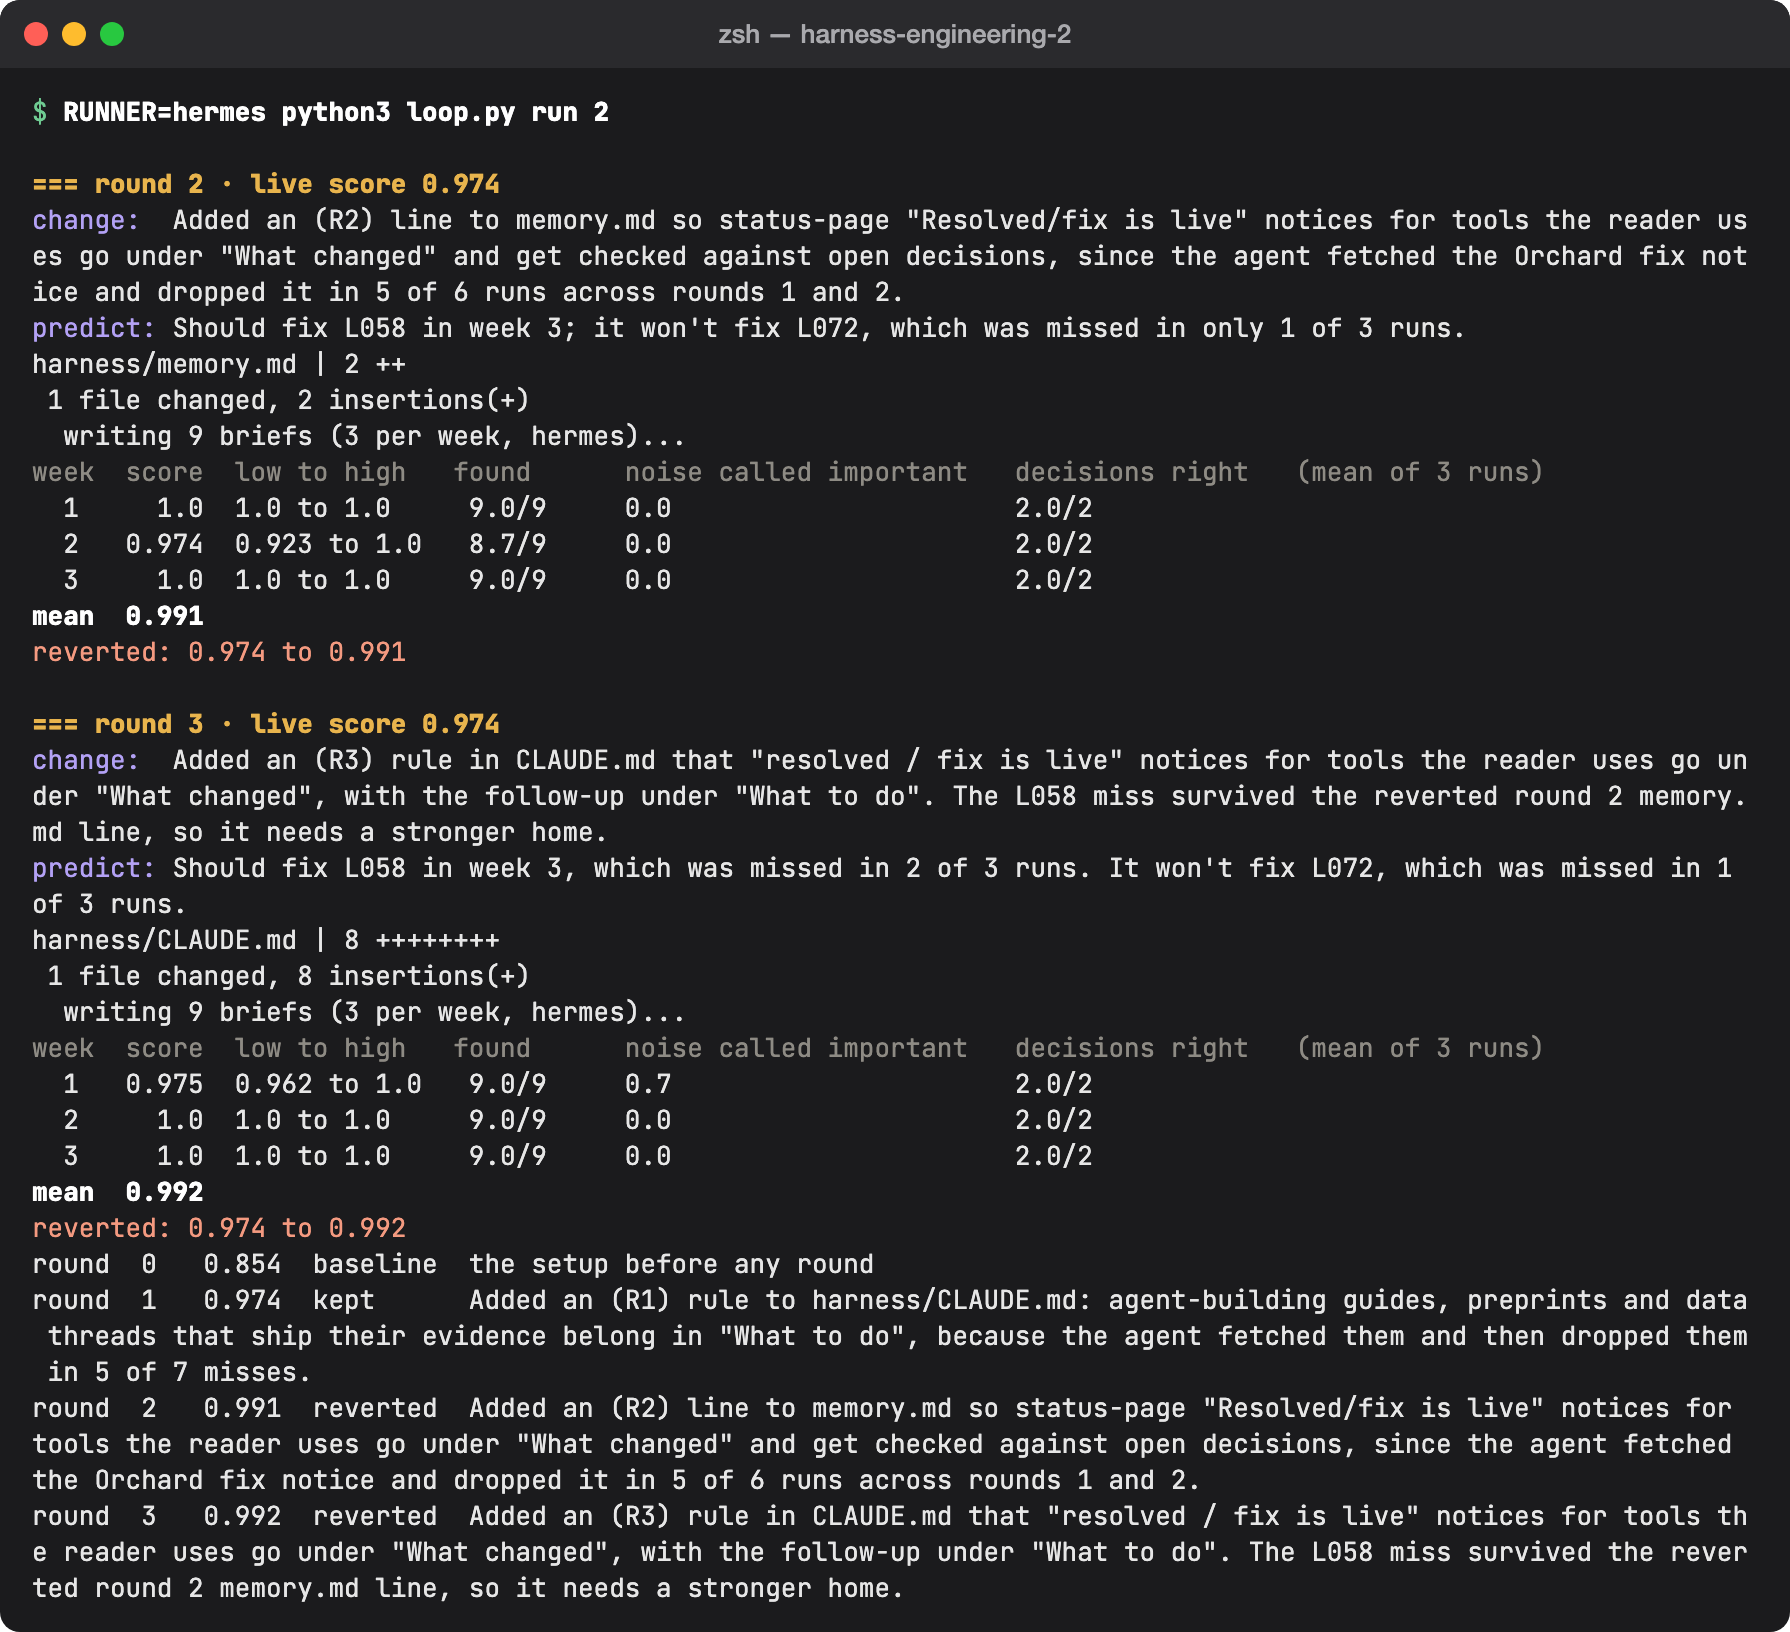 zsh — harness-engineering-2
$ RUNNER=hermes python3 loop.py run 2
=== round 2 · live score 0.974
change:  Added an (R2) line to memory.md so status-page "Resolved/fix is live" notices for tools the reader us
es go under "What changed" and get checked against open decisions, since the agent fetched the Orchard fix not
ice and dropped it in 5 of 6 runs across rounds 1 and 2.
predict: Should fix L058 in week 3; it won't fix L072, which was missed in only 1 of 3 runs.
harness/memory.md | 2 ++
 1 file changed, 2 insertions(+)
  writing 9 briefs (3 per week, hermes)...
week  score  low to high   found      noise called important   decisions right   (mean of 3 runs)
  1     1.0  1.0 to 1.0     9.0/9     0.0                      2.0/2
  2   0.974  0.923 to 1.0   8.7/9     0.0                      2.0/2
  3     1.0  1.0 to 1.0     9.0/9     0.0                      2.0/2
mean  0.991
reverted: 0.974 to 0.991
=== round 3 · live score 0.974
change:  Added an (R3) rule in CLAUDE.md that "resolved / fix is live" notices for tools the reader uses go un
der "What changed", with the follow-up under "What to do". The L058 miss survived the reverted round 2 memory.
md line, so it needs a stronger home.
predict: Should fix L058 in week 3, which was missed in 2 of 3 runs. It won't fix L072, which was missed in 1
of 3 runs.
harness/CLAUDE.md | 8 ++++++++
 1 file changed, 8 insertions(+)
  writing 9 briefs (3 per week, hermes)...
week  score  low to high   found      noise called important   decisions right   (mean of 3 runs)
  1   0.975  0.962 to 1.0   9.0/9     0.7                      2.0/2
  2     1.0  1.0 to 1.0     9.0/9     0.0                      2.0/2
  3     1.0  1.0 to 1.0     9.0/9     0.0                      2.0/2
mean  0.992
reverted: 0.974 to 0.992
round  0   0.854  baseline  the setup before any round
round  1   0.974  kept      Added an (R1) rule to harness/CLAUDE.md: agent-building guides, preprints and data
 threads that ship their evidence belong in "What to do", because the agent fetched them and then dropped them
 in 5 of 7 misses.
round  2   0.991  reverted  Added an (R2) line to memory.md so status-page "Resolved/fix is live" notices for
tools the reader uses go under "What changed" and get checked against open decisions, since the agent fetched
the Orchard fix notice and dropped it in 5 of 6 runs across rounds 1 and 2.
round  3   0.992  reverted  Added an (R3) rule in CLAUDE.md that "resolved / fix is live" notices for tools th
e reader uses go under "What changed", with the follow-up under "What to do". The L058 miss survived the rever
ted round 2 memory.md line, so it needs a stronger home.